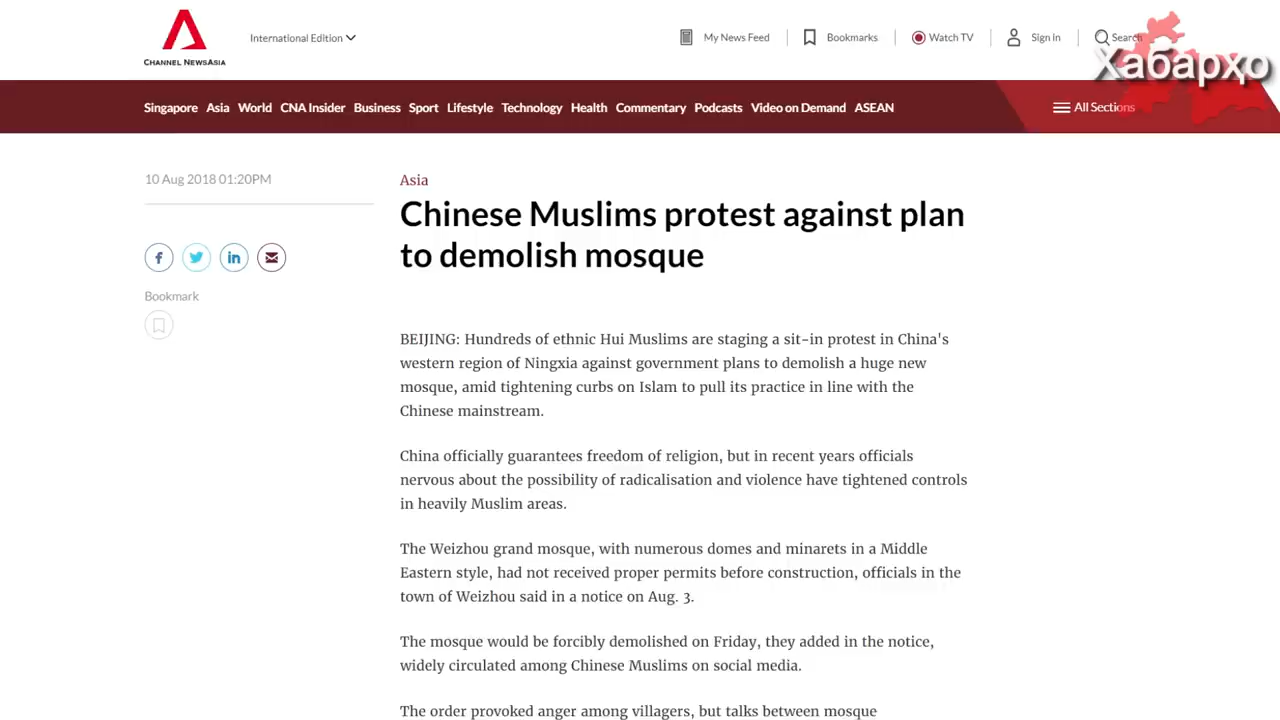 CHANNEL NEWSASIA
International Edition
My News Feed
Bookmarks
Watch TV
Sign In
Search
Хабарҳо
Singapore Asia World CNA Insider Business Sport Lifestyle Technology Health Commentary Podcasts Video on Demand ASEAN
All Sections
10 Aug 2018 01:20PM
Bookmark
Asia
Chinese Muslims protest against plan
to demolish mosque
BEIJING: Hundreds of ethnic Hui Muslims are staging a sit-in protest in China's
western region of Ningxia against government plans to demolish a huge new
mosque, amid tightening curbs on Islam to pull its practice in line with the
Chinese mainstream.
China officially guarantees freedom of religion, but in recent years officials
nervous about the possibility of radicalisation and violence have tightened controls
in heavily Muslim areas.
The Weizhou grand mosque, with numerous domes and minarets in a Middle
Eastern style, had not received proper permits before construction, officials in the
town of Weizhou said in a notice on Aug. 3.
The mosque would be forcibly demolished on Friday, they added in the notice,
widely circulated among Chinese Muslims on social media.
The order provoked anger among villagers, but talks between mosque